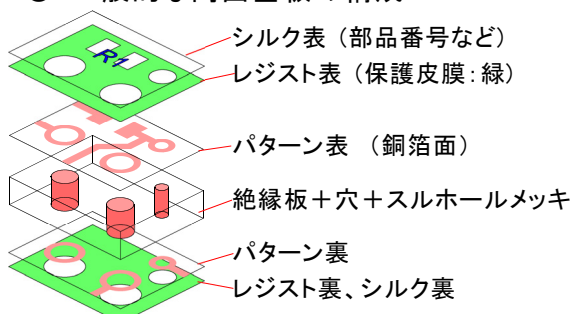 シルク表（部品番号など）
R1
レジスト表（保護皮膜：緑）
パターン表　（銅箔面）
絶縁板＋穴＋スルホールメッキ
パターン裏
レジスト裏、シルク裏